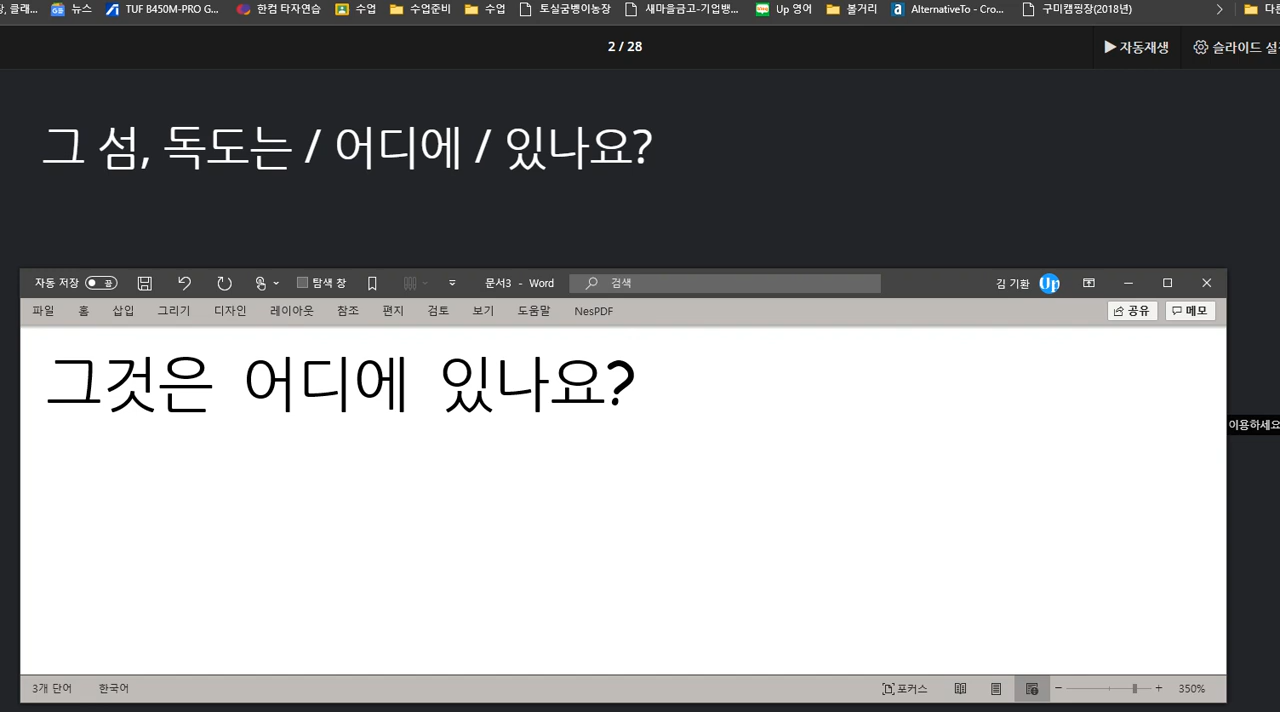 클래...
뉴스
TUF B450M-PRO G...
한컴 타자연습
수업
수업준비
수업
토실굼벵이농장
새마을금고-기업뱅...
Up 영어
볼거리
AlternativeTo - Cro...
구미캠핑장(2018년)
다른
2 / 28
자동재생
슬라이드 설정
그 섬, 독도는 / 어디에 / 있나요?
자동 저장
끔
탐색 창
문서3 - Word
검색
김 기환
Up
파일
홈
삽입
그리기
디자인
레이아웃
참조
편지
검토
보기
도움말
NesPDF
공유
메모
그것은 어디에 있나요?
이용하세요
3개 단어
한국어
포커스
350%